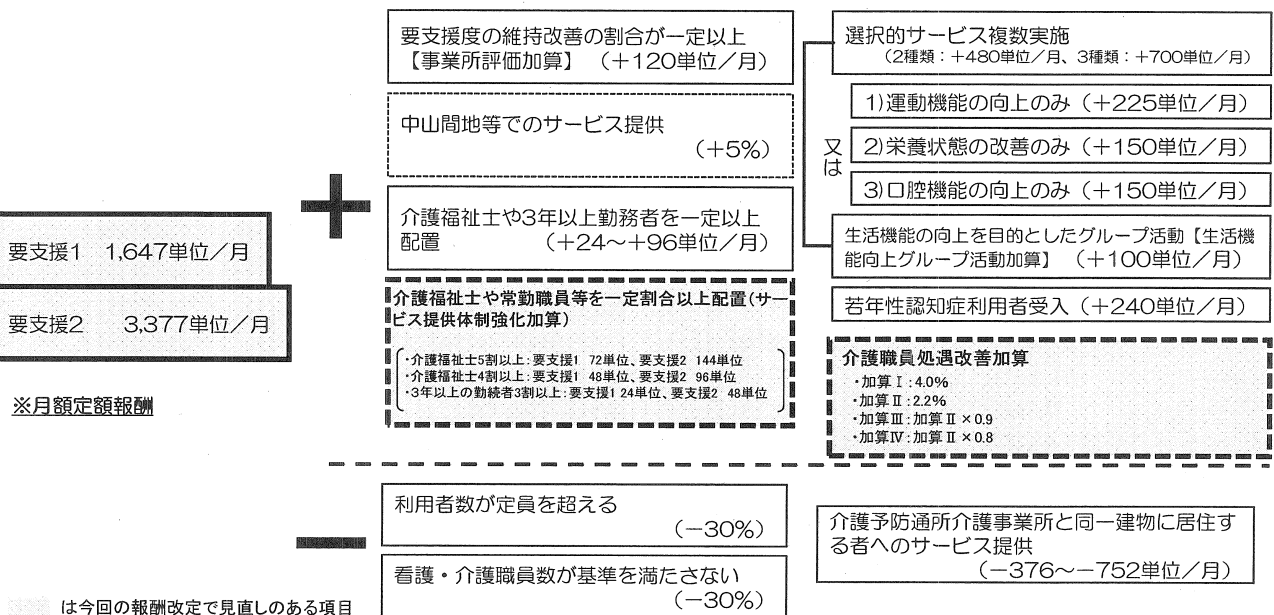 要支援1　1,647単位／月
要支援2　　3,377単位／月
※月額定額報酬
＋
要支援度の維持改善の割合が一定以上
【事業所評価加算】　（＋120単位／月）
中山間地等でのサービス提供
（+5%）
介護福祉士や3年以上勤務者を一定以上
配置　　　　　（+24～+96単位／月）
介護福祉士や常勤職員等を一定割合以上配置（サー
ビス提供体制強化加算）
・介護福祉士5割以上：要支援1　72単位、要支援2　144単位
・介護福祉士4割以上：要支援1　48単位、要支援2　96単位
・3年以上の勤続者3割以上：要支援1 24単位、要支援2　48単位
選択的サービス複数実施
（2種類：+480単位／月、3種類：+700単位／月）
又は
1)運動機能の向上のみ（＋225単位／月）
2)栄養状態の改善のみ（＋150単位／月）
3)口腔機能の向上のみ（＋150単位／月）
生活機能の向上を目的としたグループ活動【生活機
能向上グループ活動加算】　（＋100単位／月）
若年性認知症利用者受入（＋240単位／月）
介護職員処遇改善加算
・加算Ⅰ：4.0%
・加算Ⅱ：2.2%
・加算Ⅲ：加算Ⅱ×0.9
・加算Ⅳ：加算Ⅱ×0.8
－
利用者数が定員を超える
（－30%）
看護・介護職員数が基準を満たさない
（－30%）
介護予防通所介護事業所と同一建物に居住す
る者へのサービス提供
（－376～－752単位／月）
は今回の報酬改定で見直しのある項目